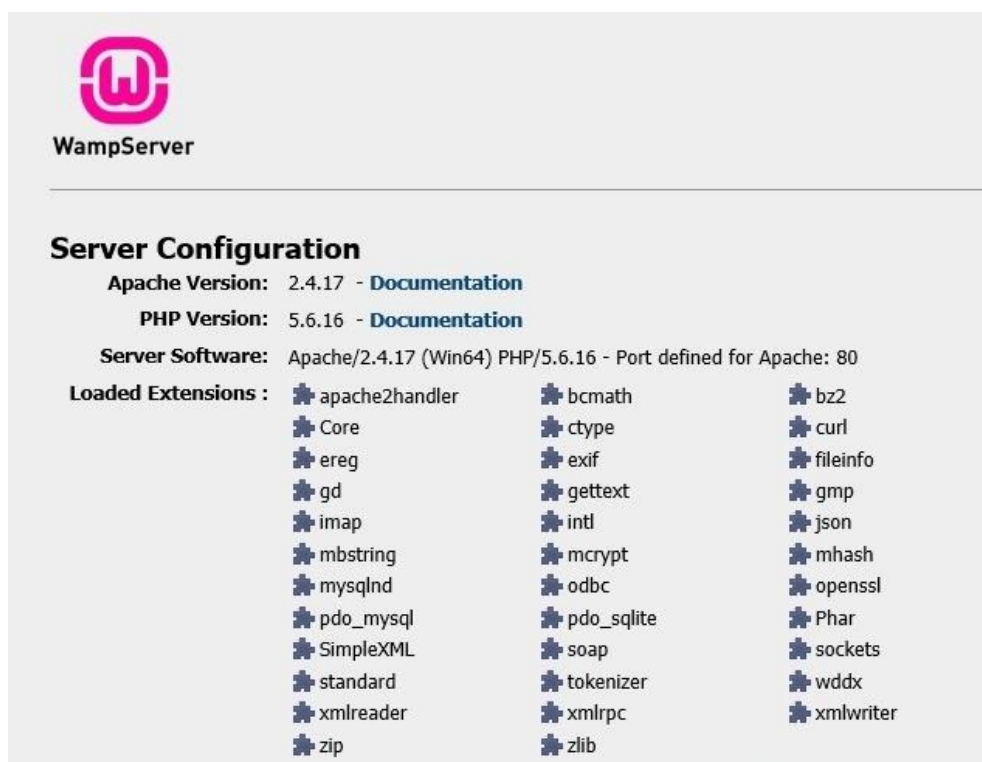 WampServer
Server Configuration
Apache Version: 2.4.17 - Documentation
PHP Version: 5.6.16 - Documentation
Server Software: Apache/2.4.17 (Win64) PHP/5.6.16 - Port defined for Apache: 80
Loaded Extensions : apache2handler bcmath bz2
Core ctype curl
ereg exif fileinfo
gd gettext gmp
imap intl json
mbstring mcrypt mhash
mysqlnd odbc openssl
pdo_mysql pdo_sqlite Phar
SimpleXML soap sockets
standard tokenizer wddx
xmlreader xmlrpc xmlwriter
zip zlib